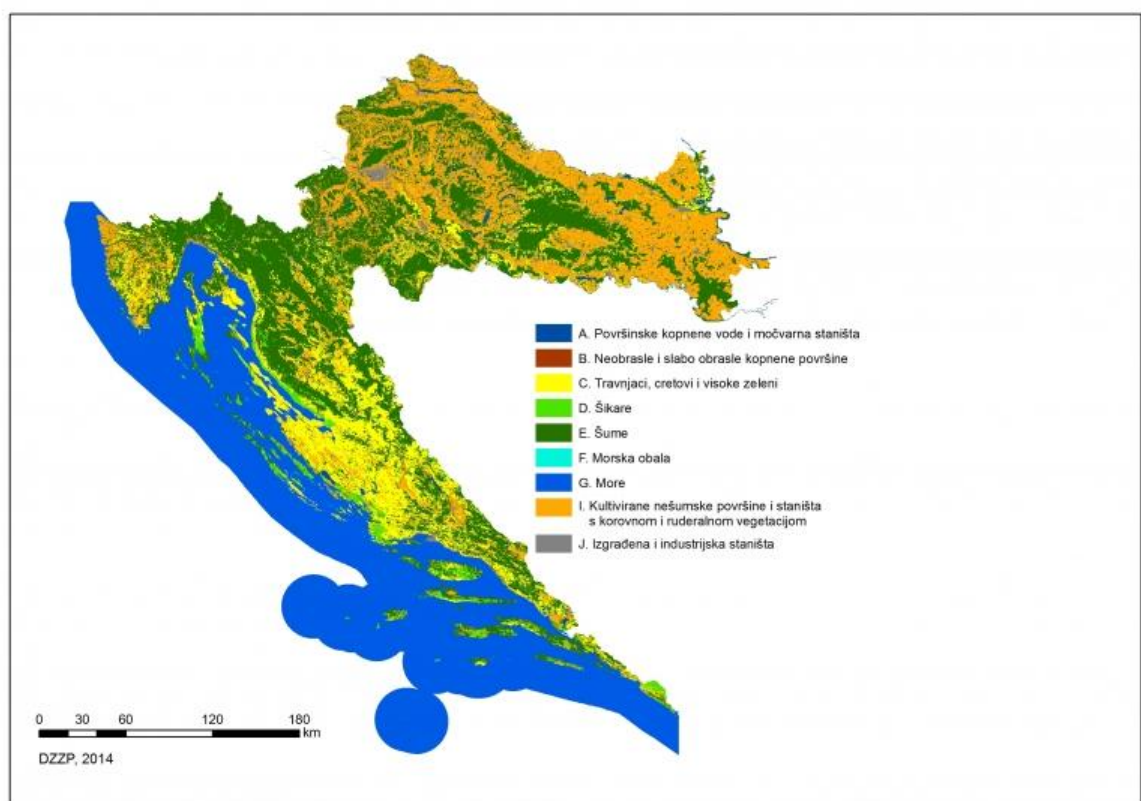 A. Površinske kopnene vode i močvarna staništa
B. Neobrasle i slabo obrasle kopnene površine
C. Travnjaci, cretovi i visoke zeleni
D. Šikare
E. Šume
F. Morska obala
G. More
I. Kultivirane nešumske površine i staništa
s korovnom i ruderalnom vegetacijom
J. Izgrađena i industrijska staništa
0 30 60 120 180
km
DZZP, 2014